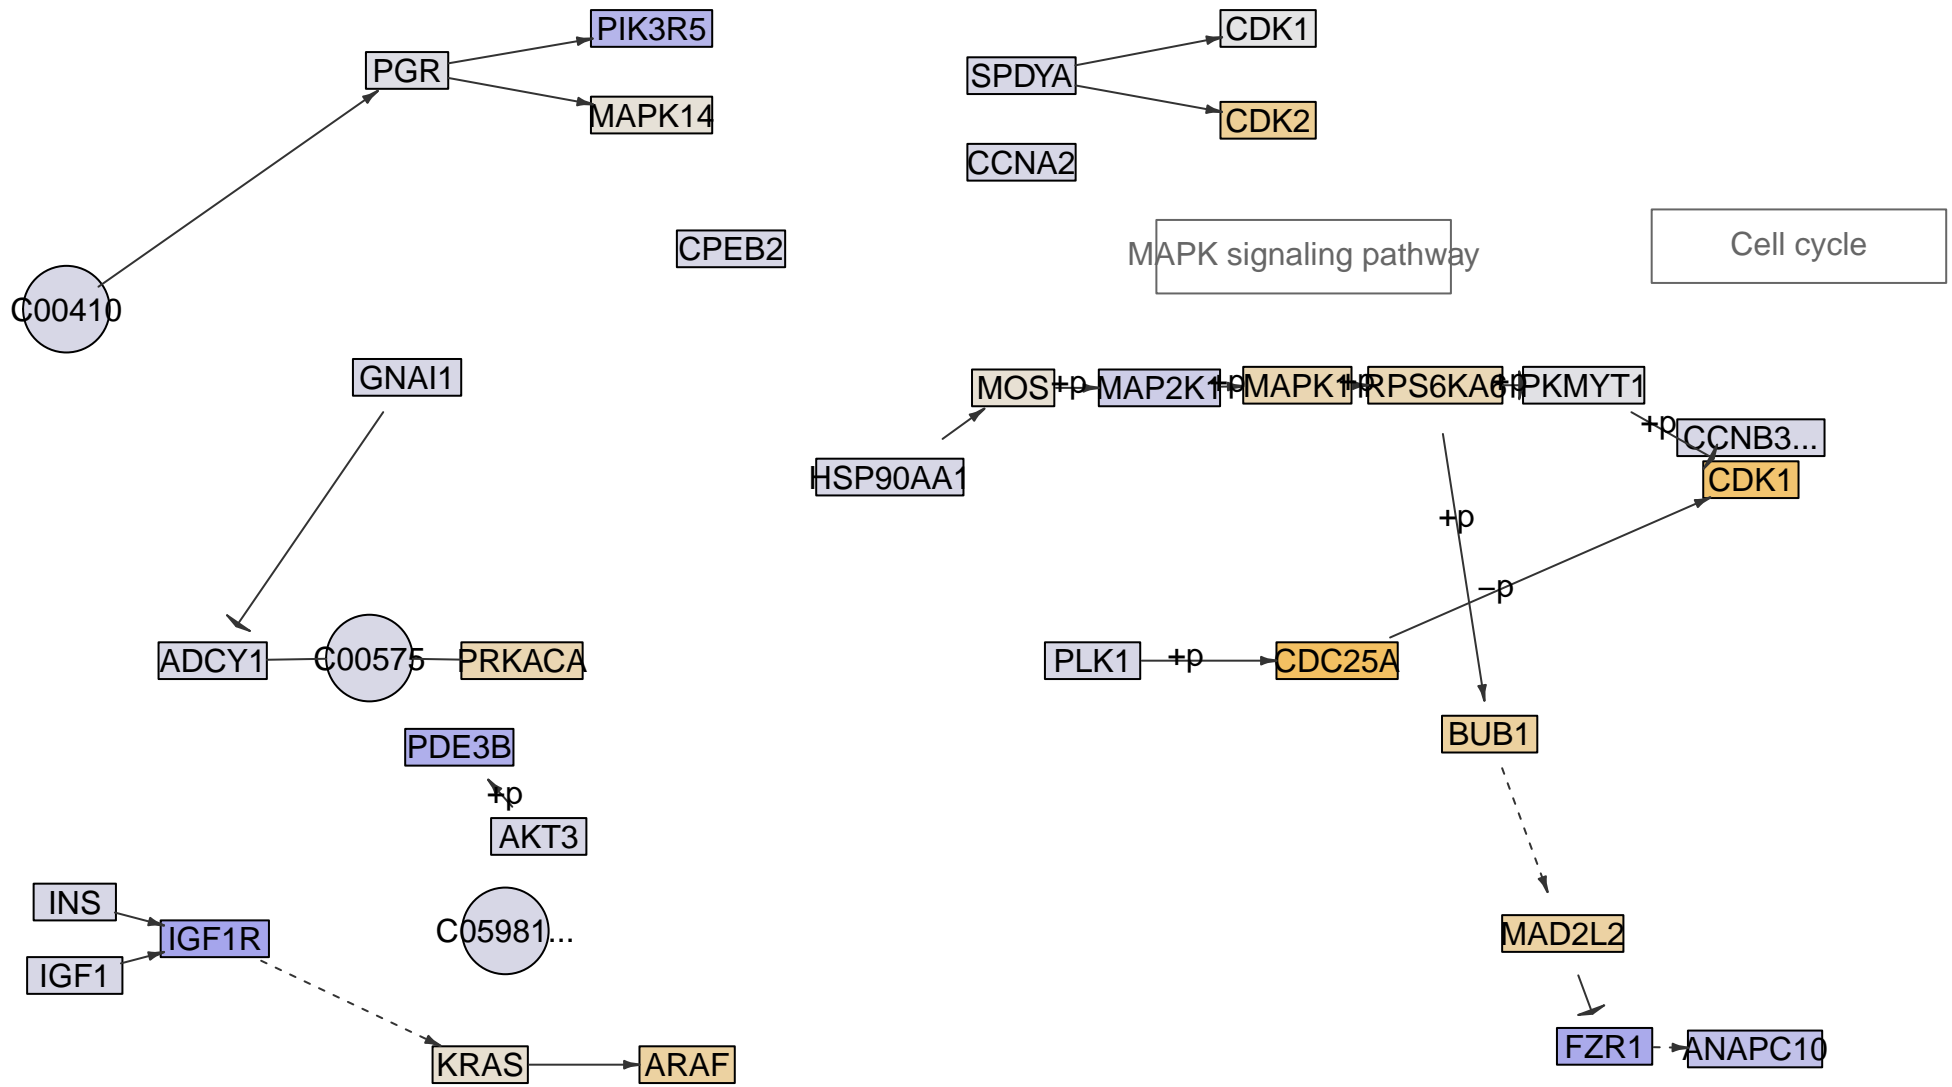 PIK3R5
CDK1
PGR
SPDYA
MAPK14
CDK2
CCNA2
CPEB2
MAPK signaling pathway
Cell cycle
C00410
GNAI1
MOS
+p
MAP2K1
+p
MAPK1
+p
RPS6KA6
+p
PKMYT1
+p
CCNB3...
HSP90AA1
CDK1
+p
−p
ADCY1
C00575
PRKACA
PLK1
+p
CDC25A
BUB1
PDE3B
+p
AKT3
INS
IGF1R
C05981...
MAD2L2
IGF1
KRAS
ARAF
FZR1
ANAPC10